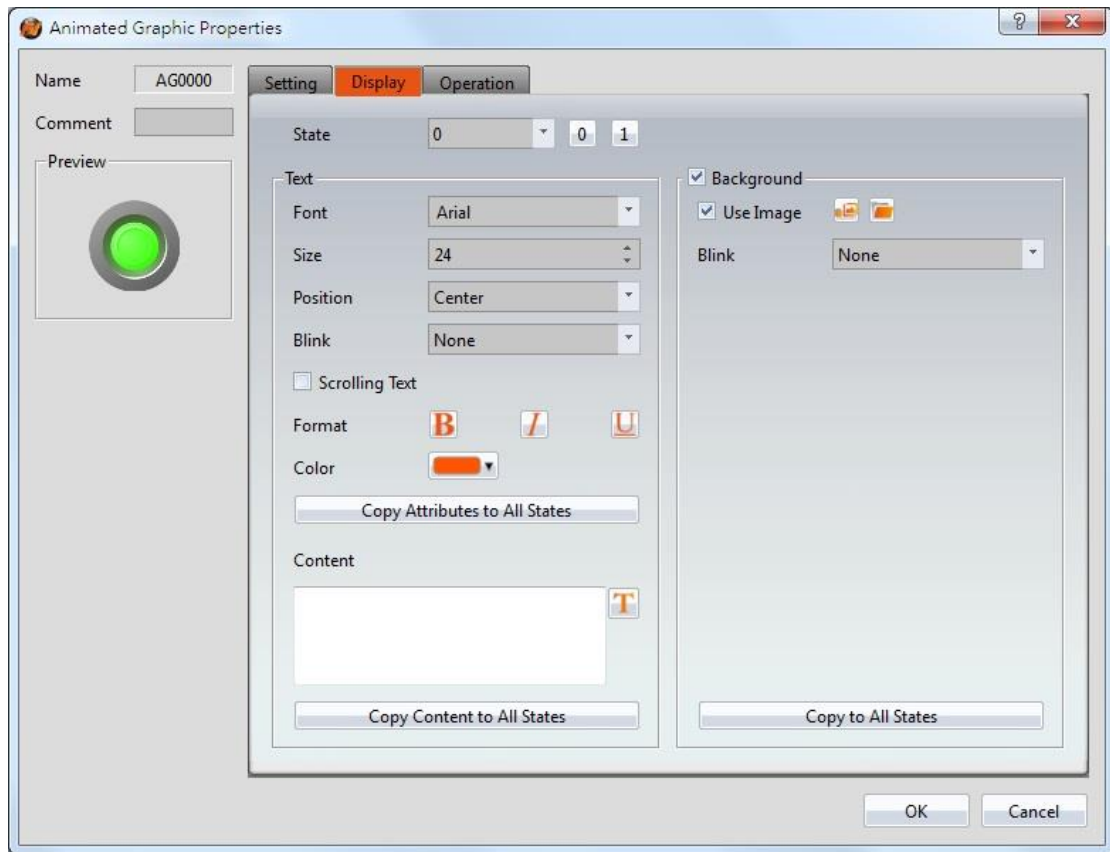 Animated Graphic Properties
Name AG0000
Comment
Preview
Setting Display Operation
State 0 0 1
Text
Font Arial
Size 24
Position Center
Blink None
Scrolling Text
Format B I U
Color
Copy Attributes to All States
Content
T
Copy Content to All States
Background
Use Image
Blink None
Copy to All States
OK Cancel